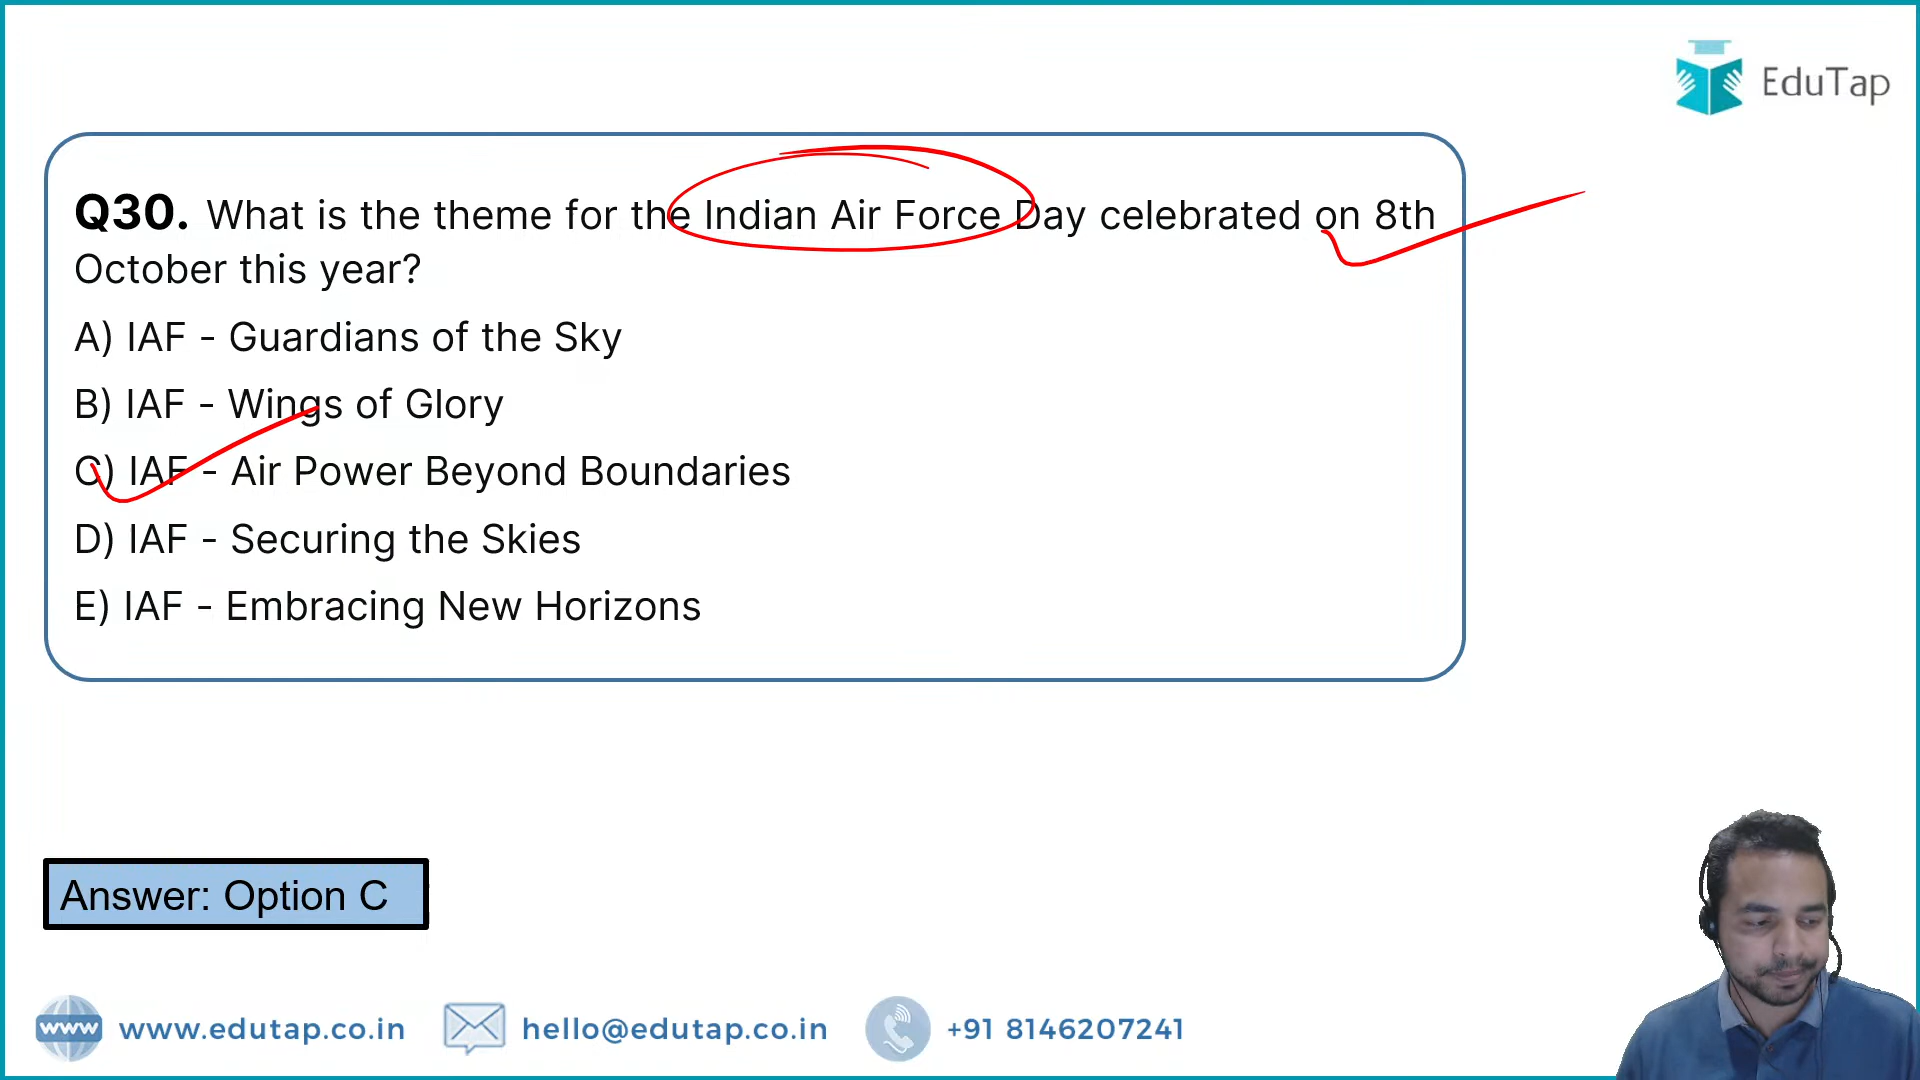 EduTap
Q30. What is the theme for the Indian Air Force Day celebrated on 8th
October this year?
A) IAF - Guardians of the Sky
B) IAF - Wings of Glory
C) IAF - Air Power Beyond Boundaries
D) IAF - Securing the Skies
E) IAF - Embracing New Horizons
Answer: Option C
www www.edutap.co.in hello@edutap.co.in +91 8146207241